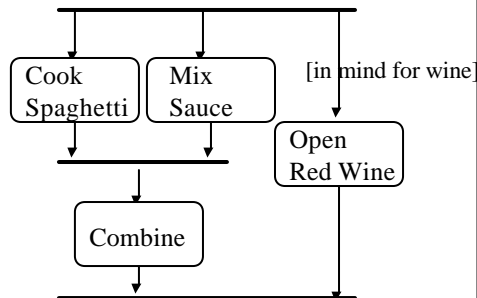 Cook
Spaghetti
Mix
Sauce
[in mind for wine]
Open
Red Wine
Combine